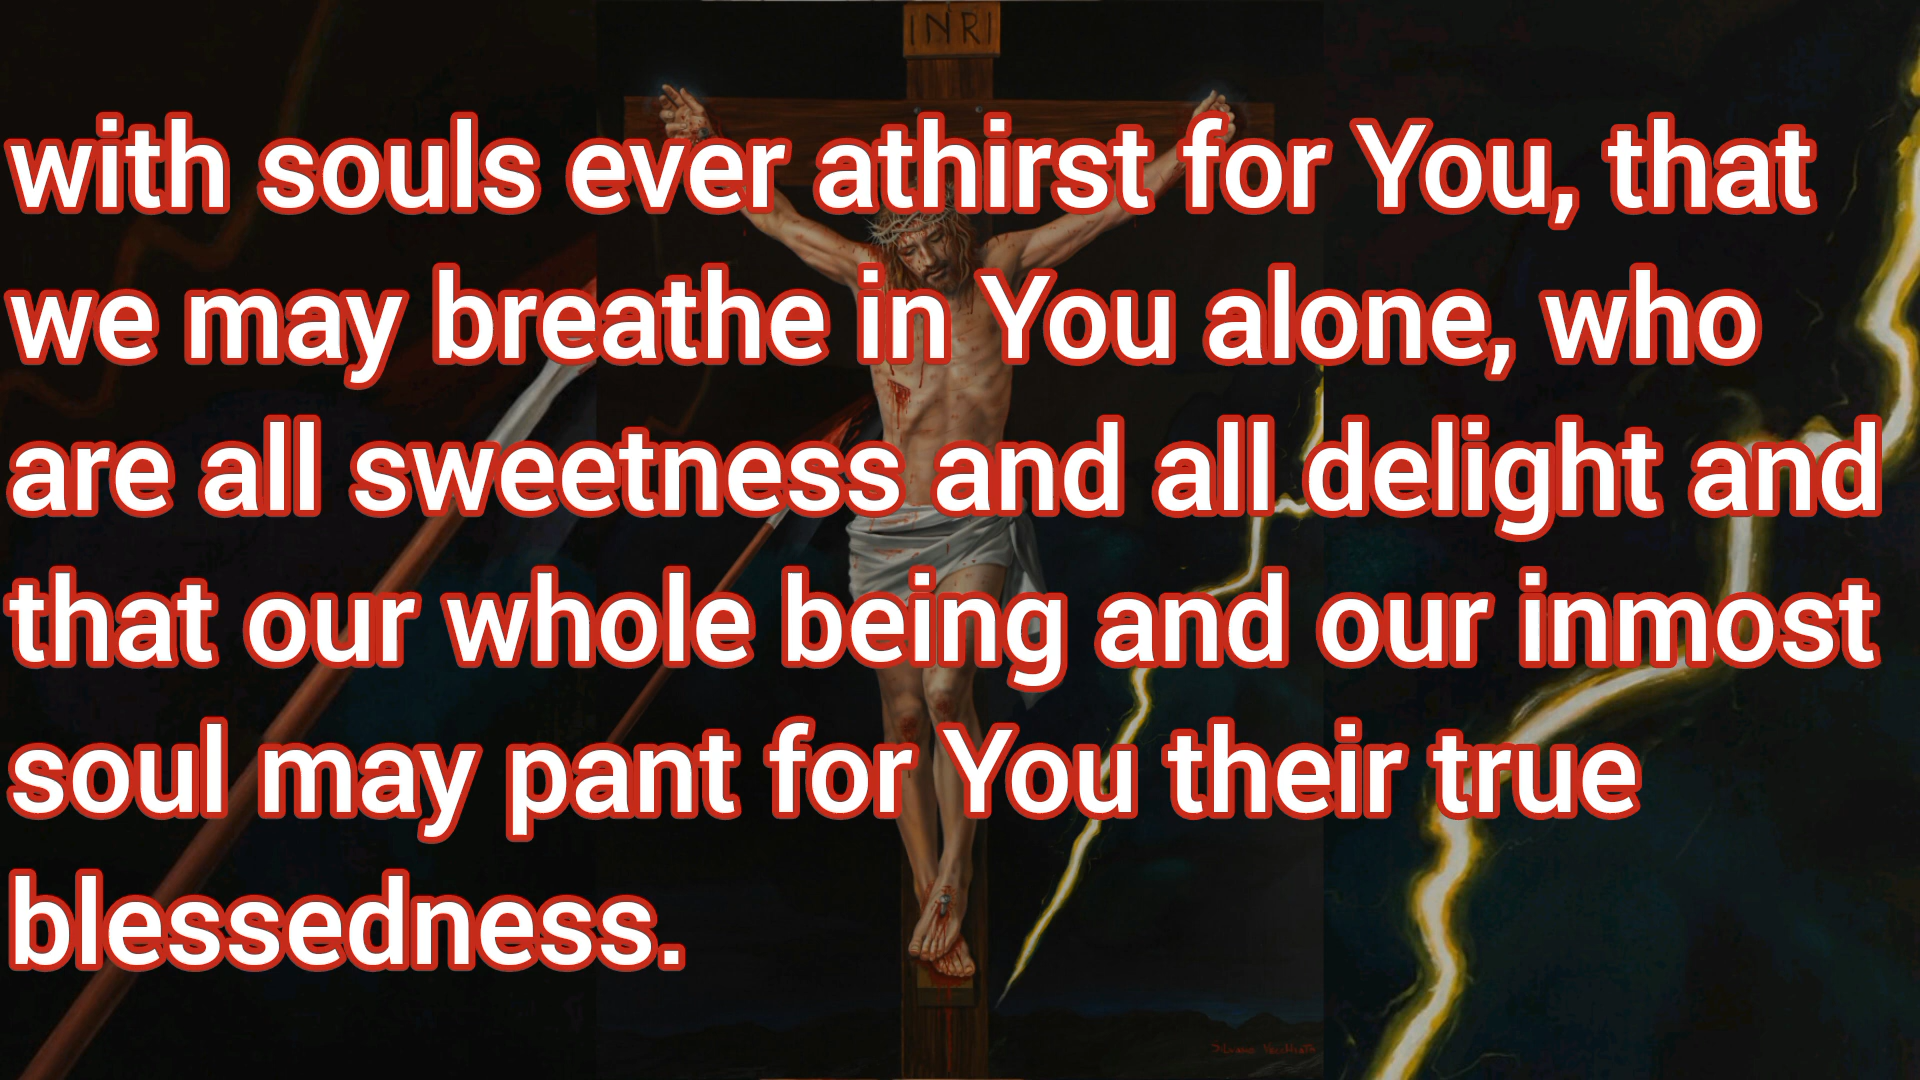 INRI
with souls ever athirst for You, that
we may breathe in You alone, who
are all sweetness and all delight and
that our whole being and our inmost
soul may pant for You their true
blessedness.